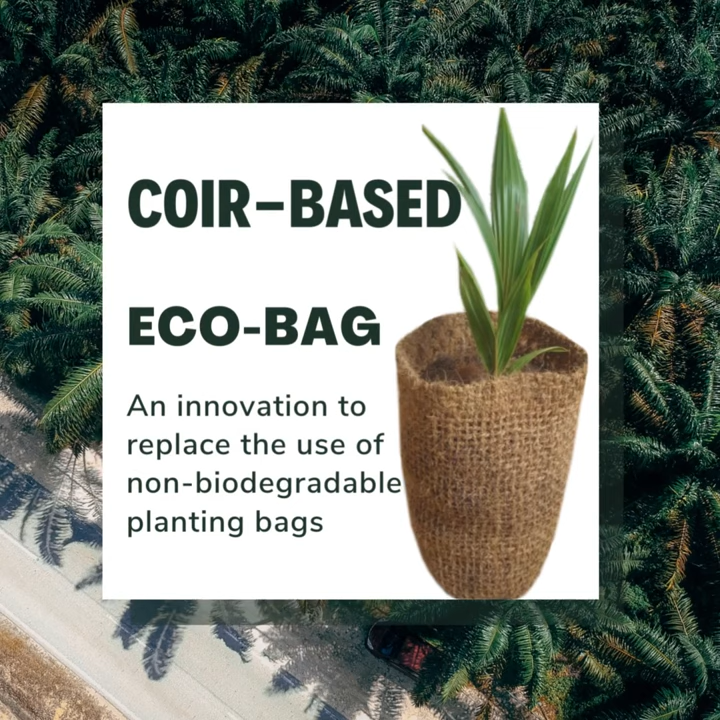 COIR-BASED
ECO-BAG
An innovation to
replace the use of
non-biodegradable
planting bags